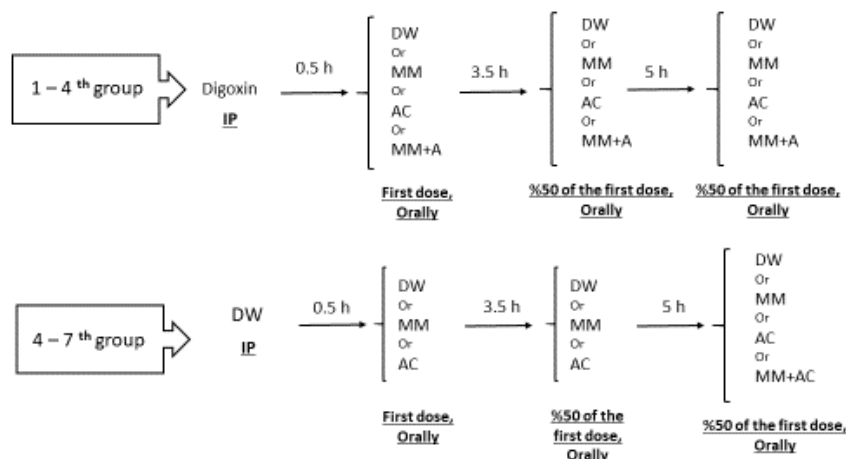 1 – 4 th group
Digoxin
IP
0.5 h
DW
Or
MM
Or
AC
Or
MM+A
First dose,
Orally
3.5 h
DW
Or
MM
Or
AC
Or
MM+A
%50 of the first dose,
Orally
5 h
DW
Or
MM
Or
AC
Or
MM+A
%50 of the first dose,
Orally
4 – 7 th group
DW
IP
0.5 h
DW
Or
MM
Or
AC
First dose,
Orally
3.5 h
DW
Or
MM
Or
AC
%50 of the
first dose,
Orally
5 h
DW
Or
MM
Or
AC
Or
MM+AC
%50 of the first dose,
Orally